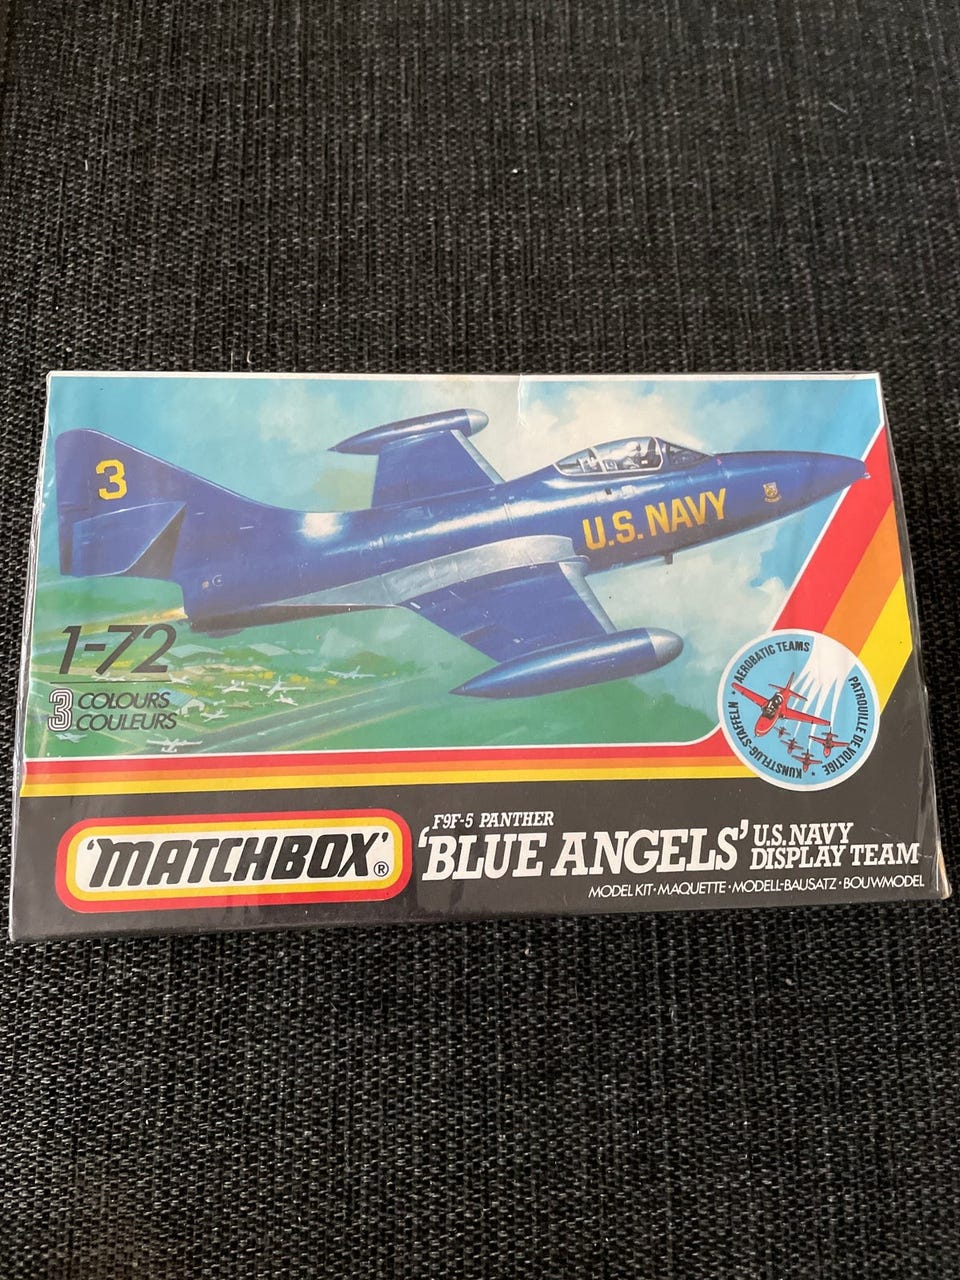 3
U.S. NAVY
1-72
3 COLOURS
COULEURS
AEROBATIC TEAMS
PATROUILLE DE VOLTIGE
KUNSTFLUG-STAFFELN
'MATCHBOX'®
F9F-5 PANTHER
'BLUE ANGELS'
U.S. NAVY
DISPLAY TEAM
MODEL KIT·MAQUETTE·MODELL-BAUSATZ·BOUWMODEL